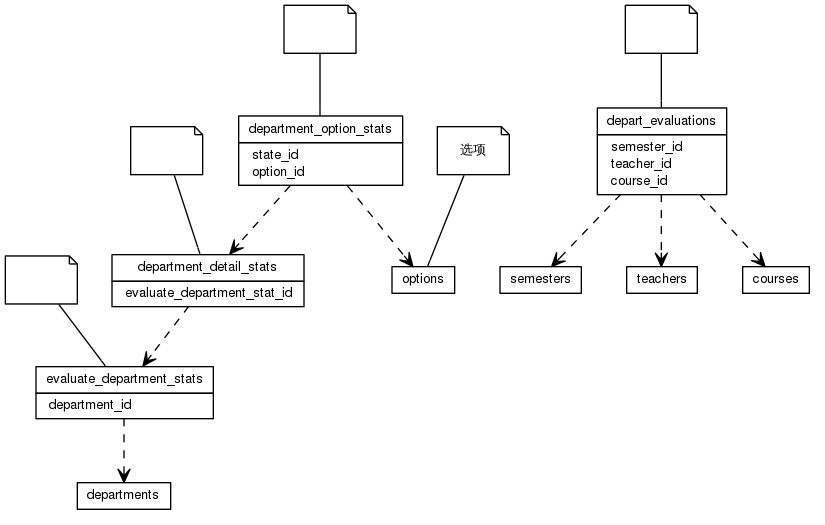 department_option_stats
state_id
option_id
选项
depart_evaluations
semester_id
teacher_id
course_id
department_detail_stats
evaluate_department_stat_id
options
semesters
teachers
courses
evaluate_department_stats
department_id
departments